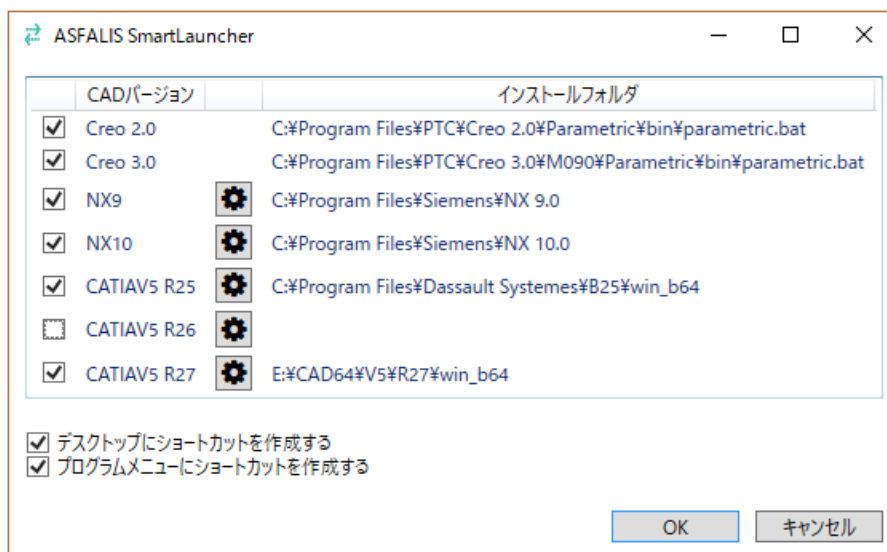 ASFALIS SmartLauncher
CADバージョン インストールフォルダ
Creo 2.0 C:¥Program Files¥PTC¥Creo 2.0¥Parametric¥bin¥parametric.bat
Creo 3.0 C:¥Program Files¥PTC¥Creo 3.0¥M090¥Parametric¥bin¥parametric.bat
NX9 C:¥Program Files¥Siemens¥NX 9.0
NX10 C:¥Program Files¥Siemens¥NX 10.0
CATIAV5 R25 C:¥Program Files¥Dassault Systemes¥B25¥win_b64
CATIAV5 R26
CATIAV5 R27 E:¥CAD64¥V5¥R27¥win_b64
デスクトップにショートカットを作成する
プログラムメニューにショートカットを作成する
OK キャンセル